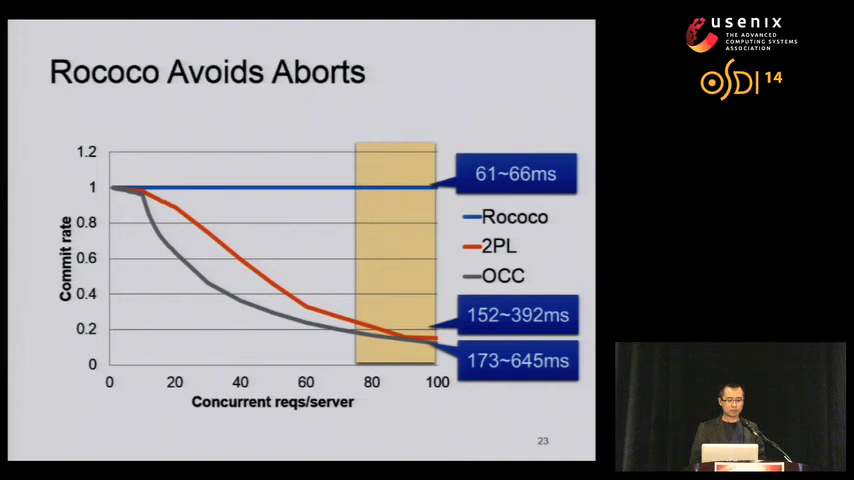 Rococo Avoids Aborts
1.2
1
0.8
0.6
0.4
0.2
0
Commit rate
0
20
40
60
80
100
Concurrent reqs/server
61~66ms
Rococo
2PL
OCC
152~392ms
173~645ms
23
usenix
THE ADVANCED
COMPUTING SYSTEMS
ASSOCIATION
OSDI 14